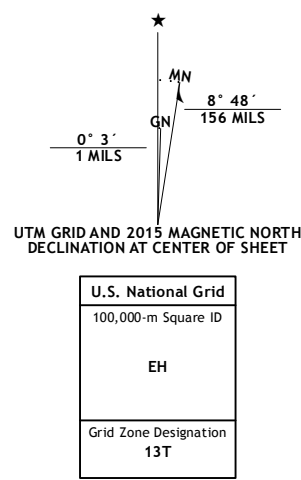 MN
8° 48´
156 MILS
GN
0° 3´
1 MILS
UTM GRID AND 2015 MAGNETIC NORTH
DECLINATION AT CENTER OF SHEET
U.S. National Grid
100,000-m Square ID
EH
Grid Zone Designation
13T